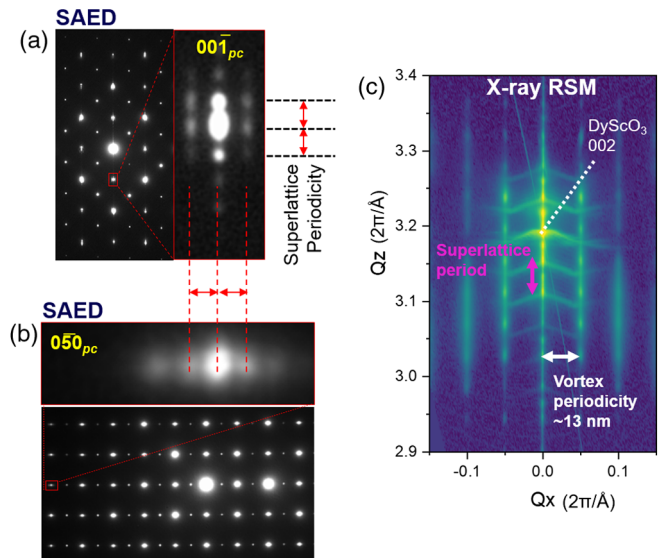 SAED
(a)
001̄pc
Superlattice
Periodicity
SAED
(b)
05̄0pc
(c)
X-ray RSM
DyScO₃
002
Superlattice
period
Vortex
periodicity
~13 nm
3.4
3.3
3.2
3.1
3.0
2.9
Qz (2π/Å)
-0.1
0.0
0.1
Qx (2π/Å)